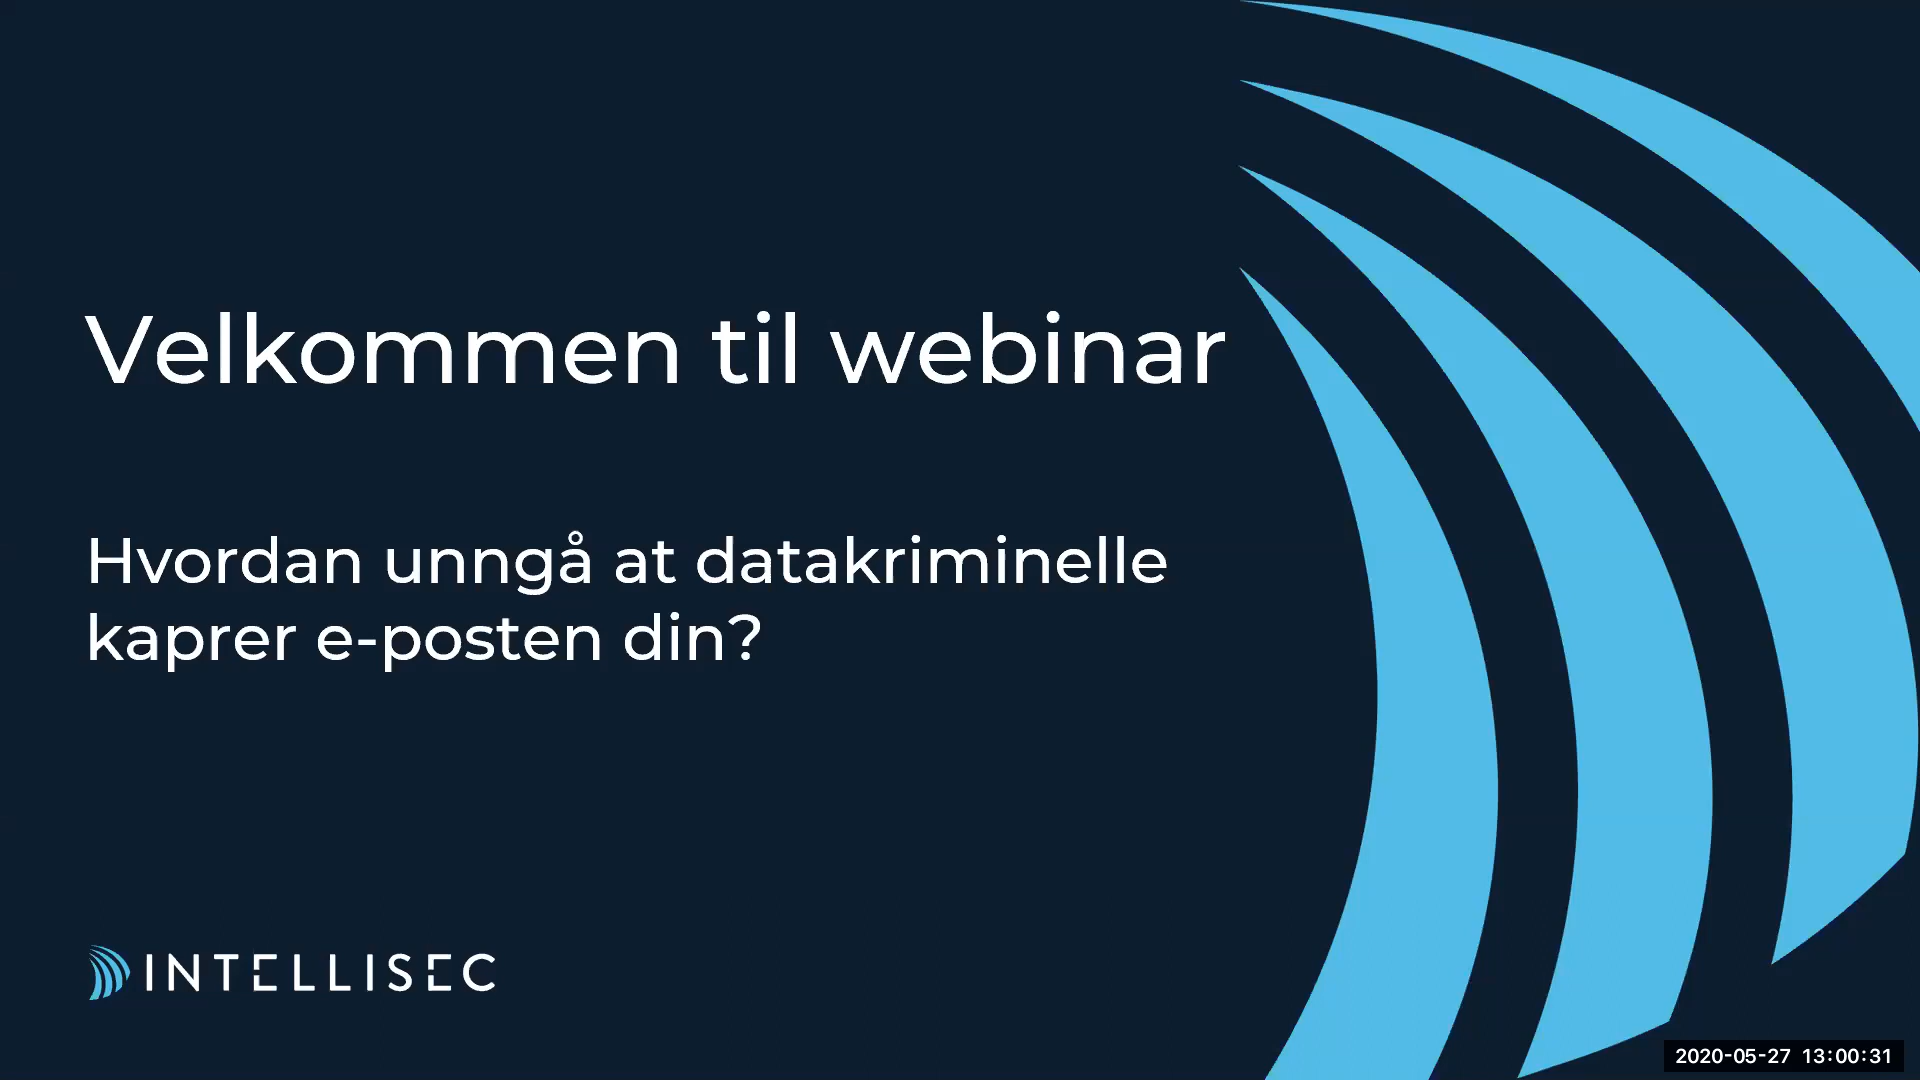 Velkommen til webinar
Hvordan unngå at datakriminelle
kaprer e-posten din?
INTELLISEC
2020-05-27 13:00:31